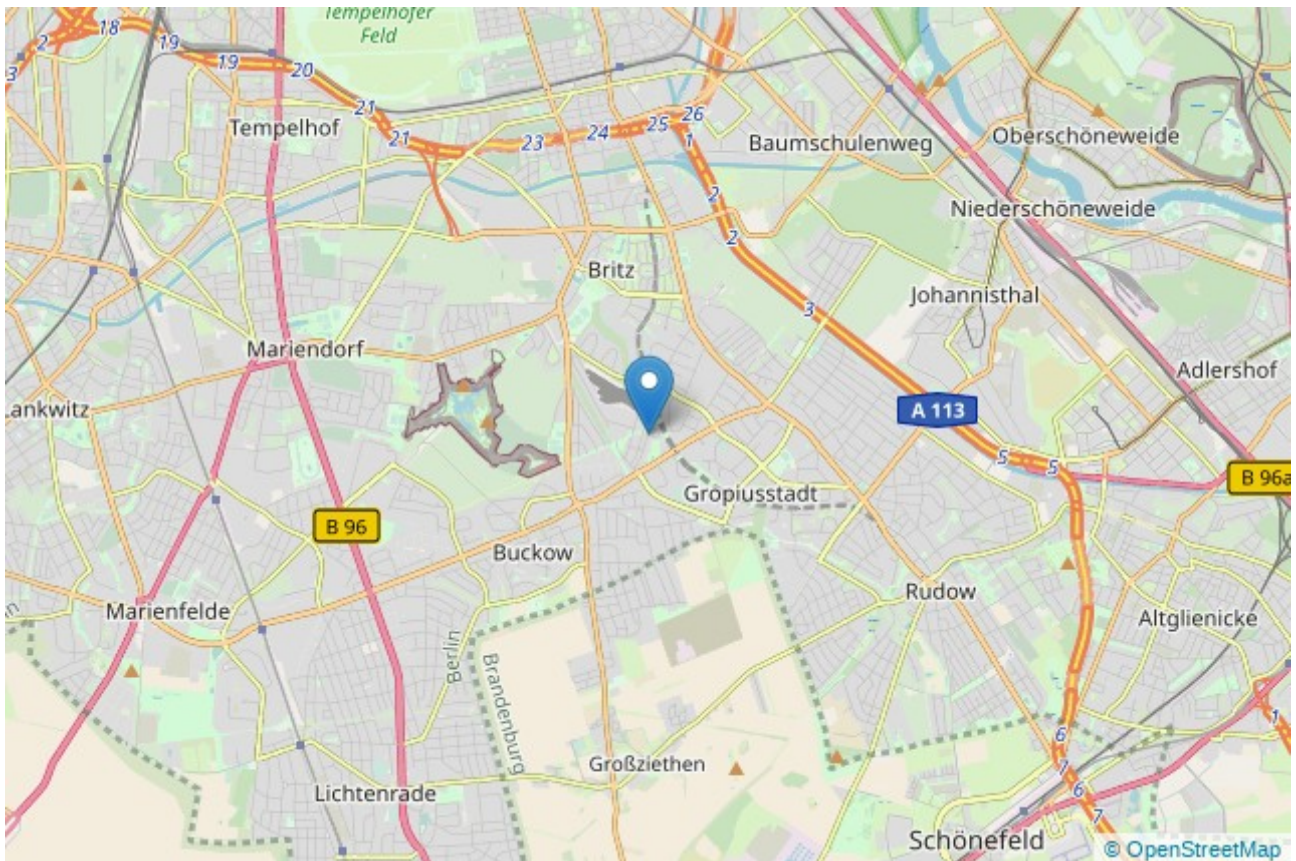 Tempelhofer
Feld
18
2
19
19
20
3
21
21
23
24
25
26
1
Tempelhof
Baumschulenweg
Oberschöneweide
2
2
Niederschöneweide
Britz
3
Johannisthal
Mariendorf
Adlershof
Lankwitz
A 113
5
5
B 96a
Gropiusstadt
B 96
Buckow
Rudow
Marienfelde
Altglienicke
Berlin
Brandenburg
1
6
1
6
7
Großziethen
Lichtenrade
Schönefeld
© OpenStreetMap